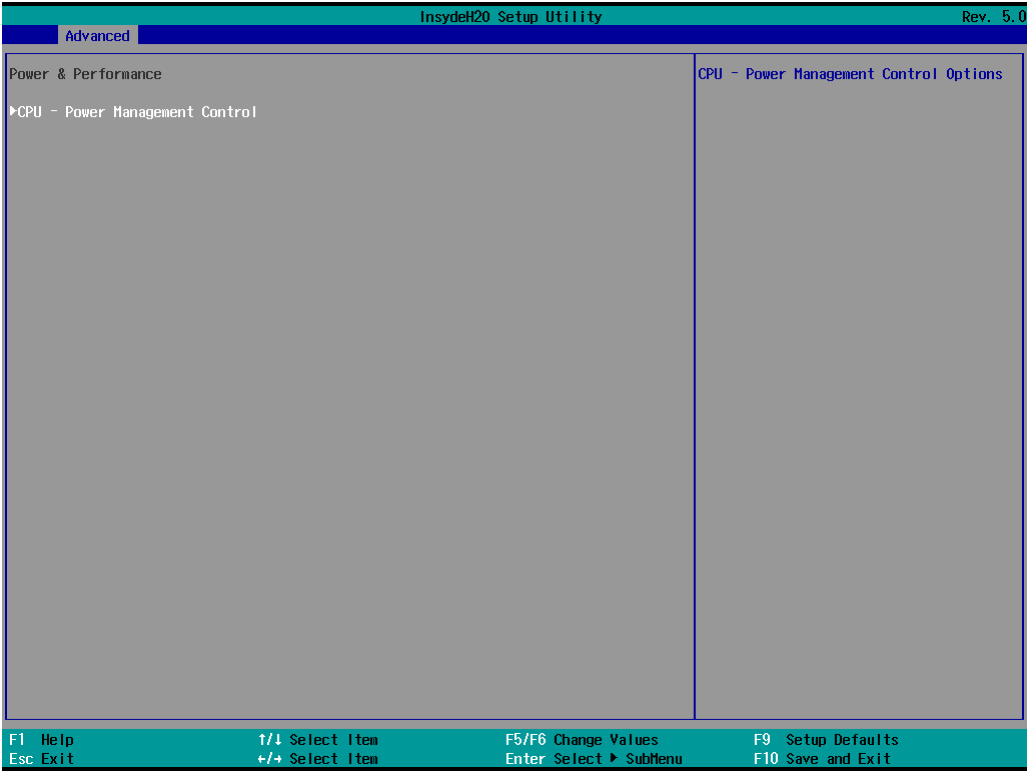 InsydeH2O Setup Utility Rev. 5.0
Advanced
Power & Performance
▶CPU - Power Management Control
CPU - Power Management Control Options
F1 Help ↑/↓ Select Item F5/F6 Change Values F9 Setup Defaults
Esc Exit ←/→ Select Item Enter Select ▶ SubMenu F10 Save and Exit